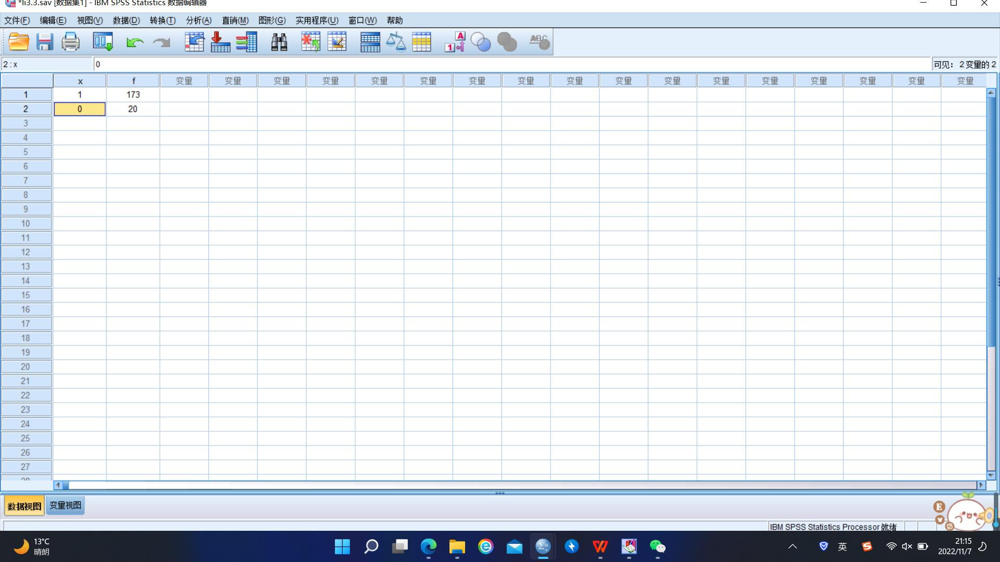 *li3.3.sav [数据集1] - IBM SPSS Statistics 数据编辑器
文件(F) 编辑(E) 视图(V) 数据(D) 转换(T) 分析(A) 直销(M) 图形(G) 实用程序(U) 窗口(W) 帮助
A
1
ABC
2 : x 0 可见: 2 变量的 2
x f 变量 变量 变量 变量 变量 变量 变量 变量 变量 变量 变量 变量 变量 变量 变量 变量 变量
1 1 173
2 0 20
3
4
5
6
7
8
9
10
11
12
13
14
15
16
17
18
19
20
21
22
23
24
25
26
27
28
数据视图 变量视图
E
IBM SPSS Statistics Processor 就绪
13°C
晴朗
Σα
W
英
S
21:15
2022/11/7